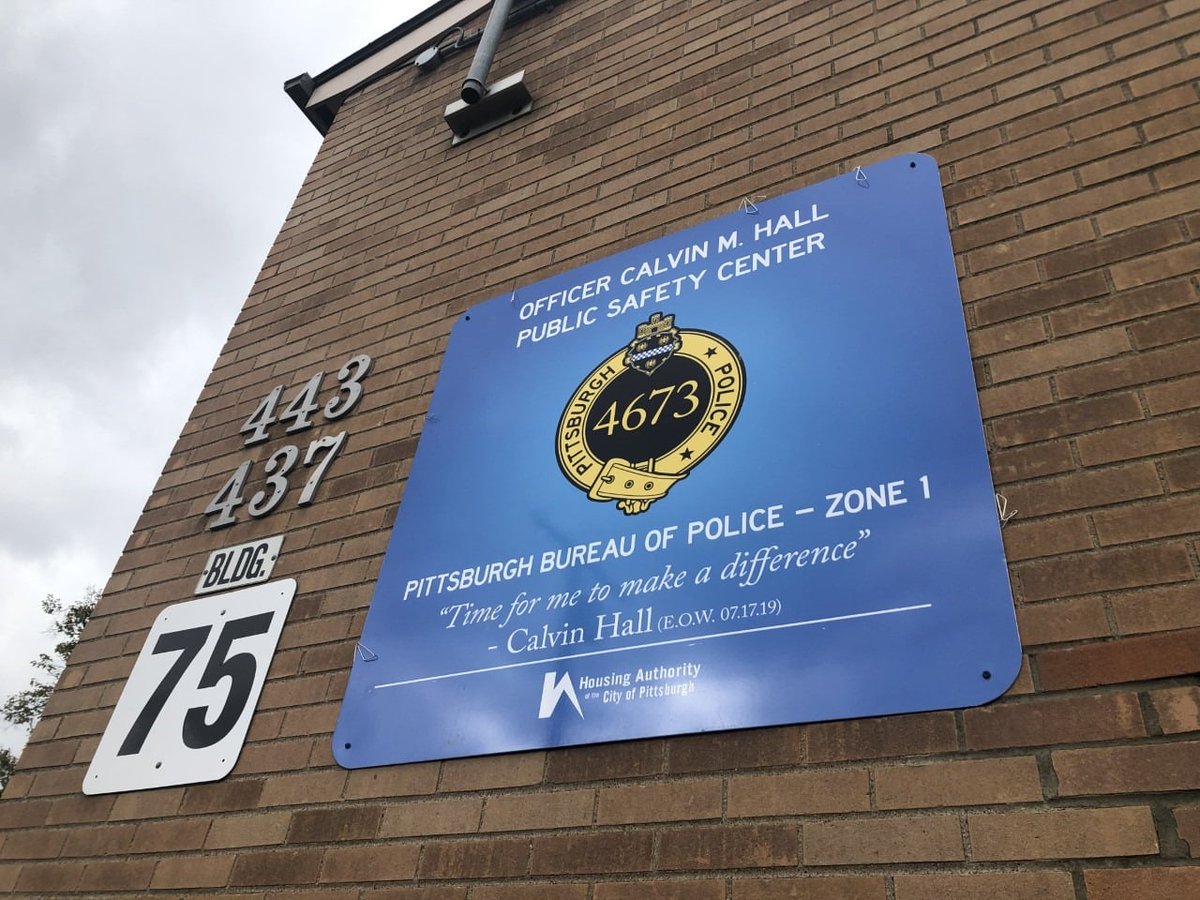 443
437
BLDG.
75
OFFICER CALVIN M. HALL
PUBLIC SAFETY CENTER
PITTSBURGH POLICE
4673
PITTSBURGH BUREAU OF POLICE – ZONE 1
“Time for me to make a difference”
- Calvin Hall (E.O.W. 07.17.19)
Housing Authority
of the City of Pittsburgh